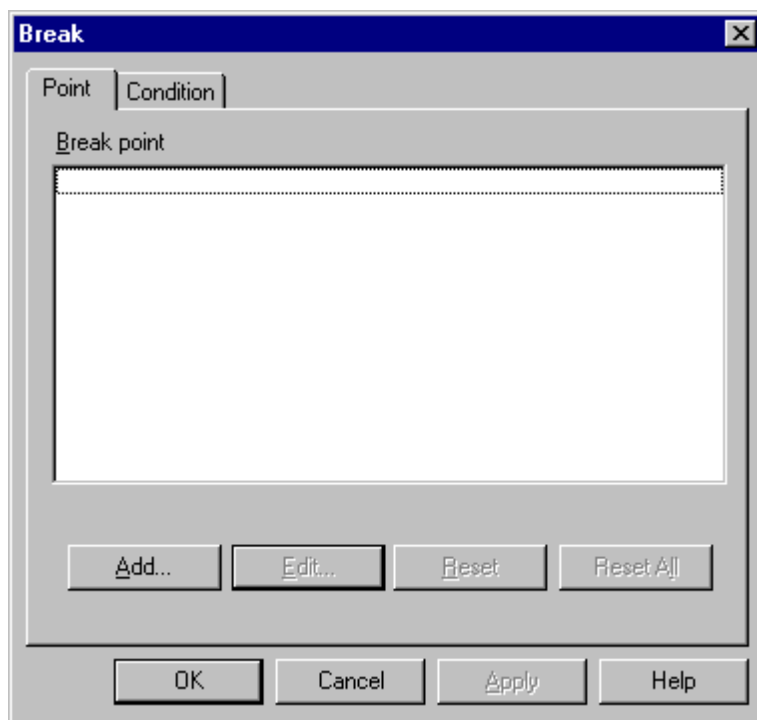 Break
Point Condition
Break point
Add... Edit... Reset Reset All
OK Cancel Apply Help